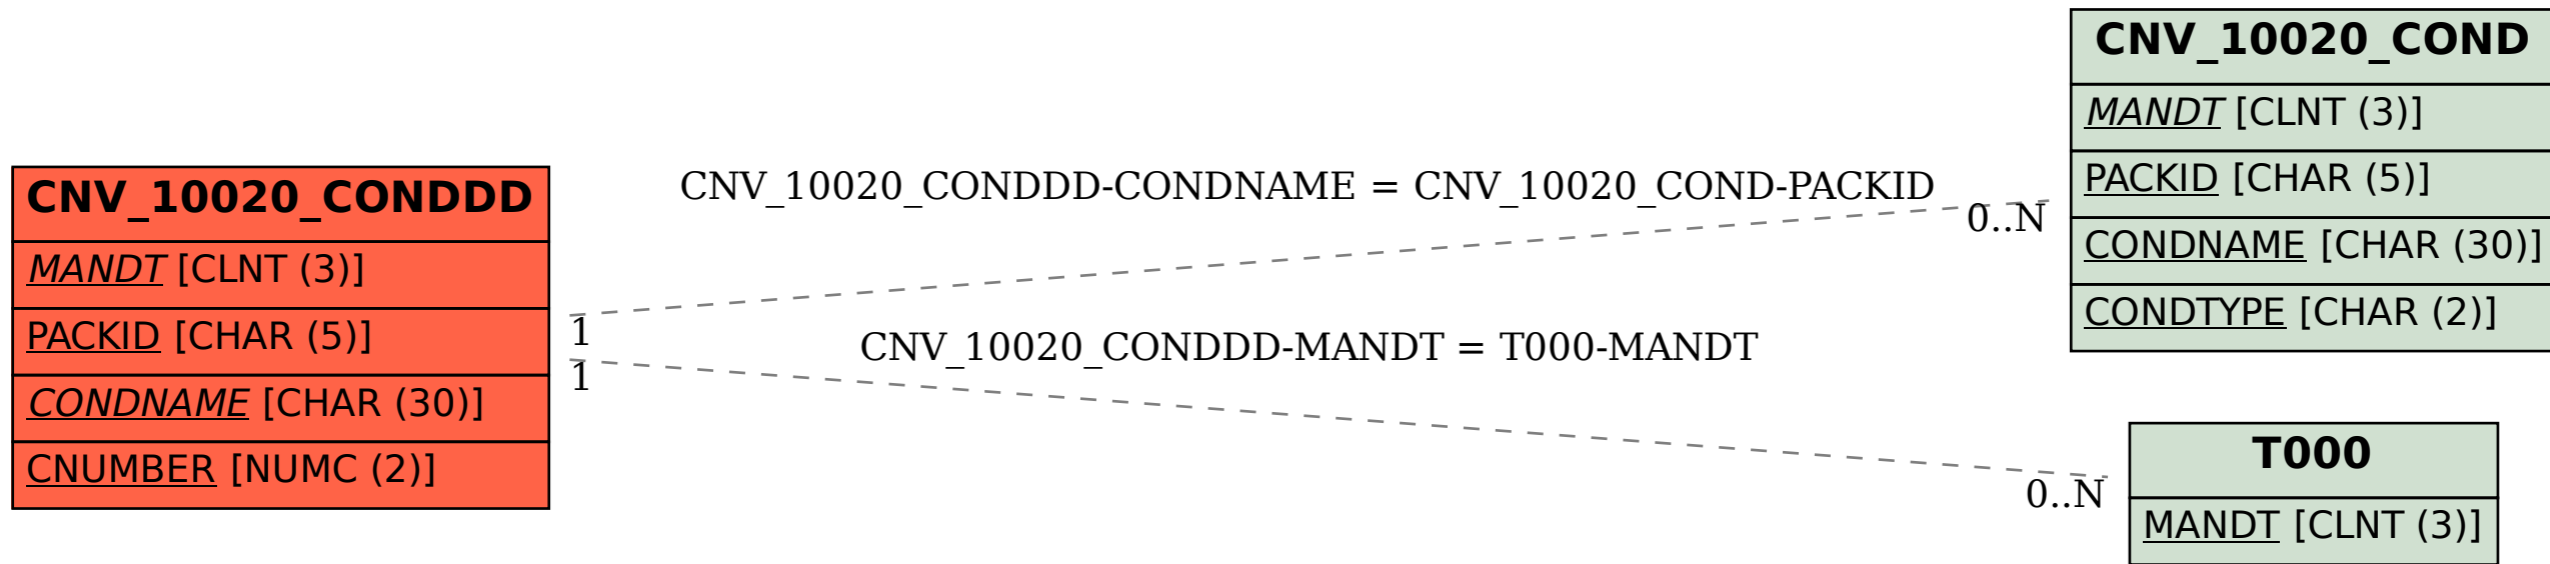 CNV_10020_CONDDD
MANDT [CLNT (3)]
PACKID [CHAR (5)]
CONDNAME [CHAR (30)]
CNUMBER [NUMC (2)]
CNV_10020_CONDDD-CONDNAME = CNV_10020_COND-PACKID
0..N
1
CNV_10020_CONDDD-MANDT = T000-MANDT
1
0..N
CNV_10020_COND
MANDT [CLNT (3)]
PACKID [CHAR (5)]
CONDNAME [CHAR (30)]
CONDTYPE [CHAR (2)]
T000
MANDT [CLNT (3)]